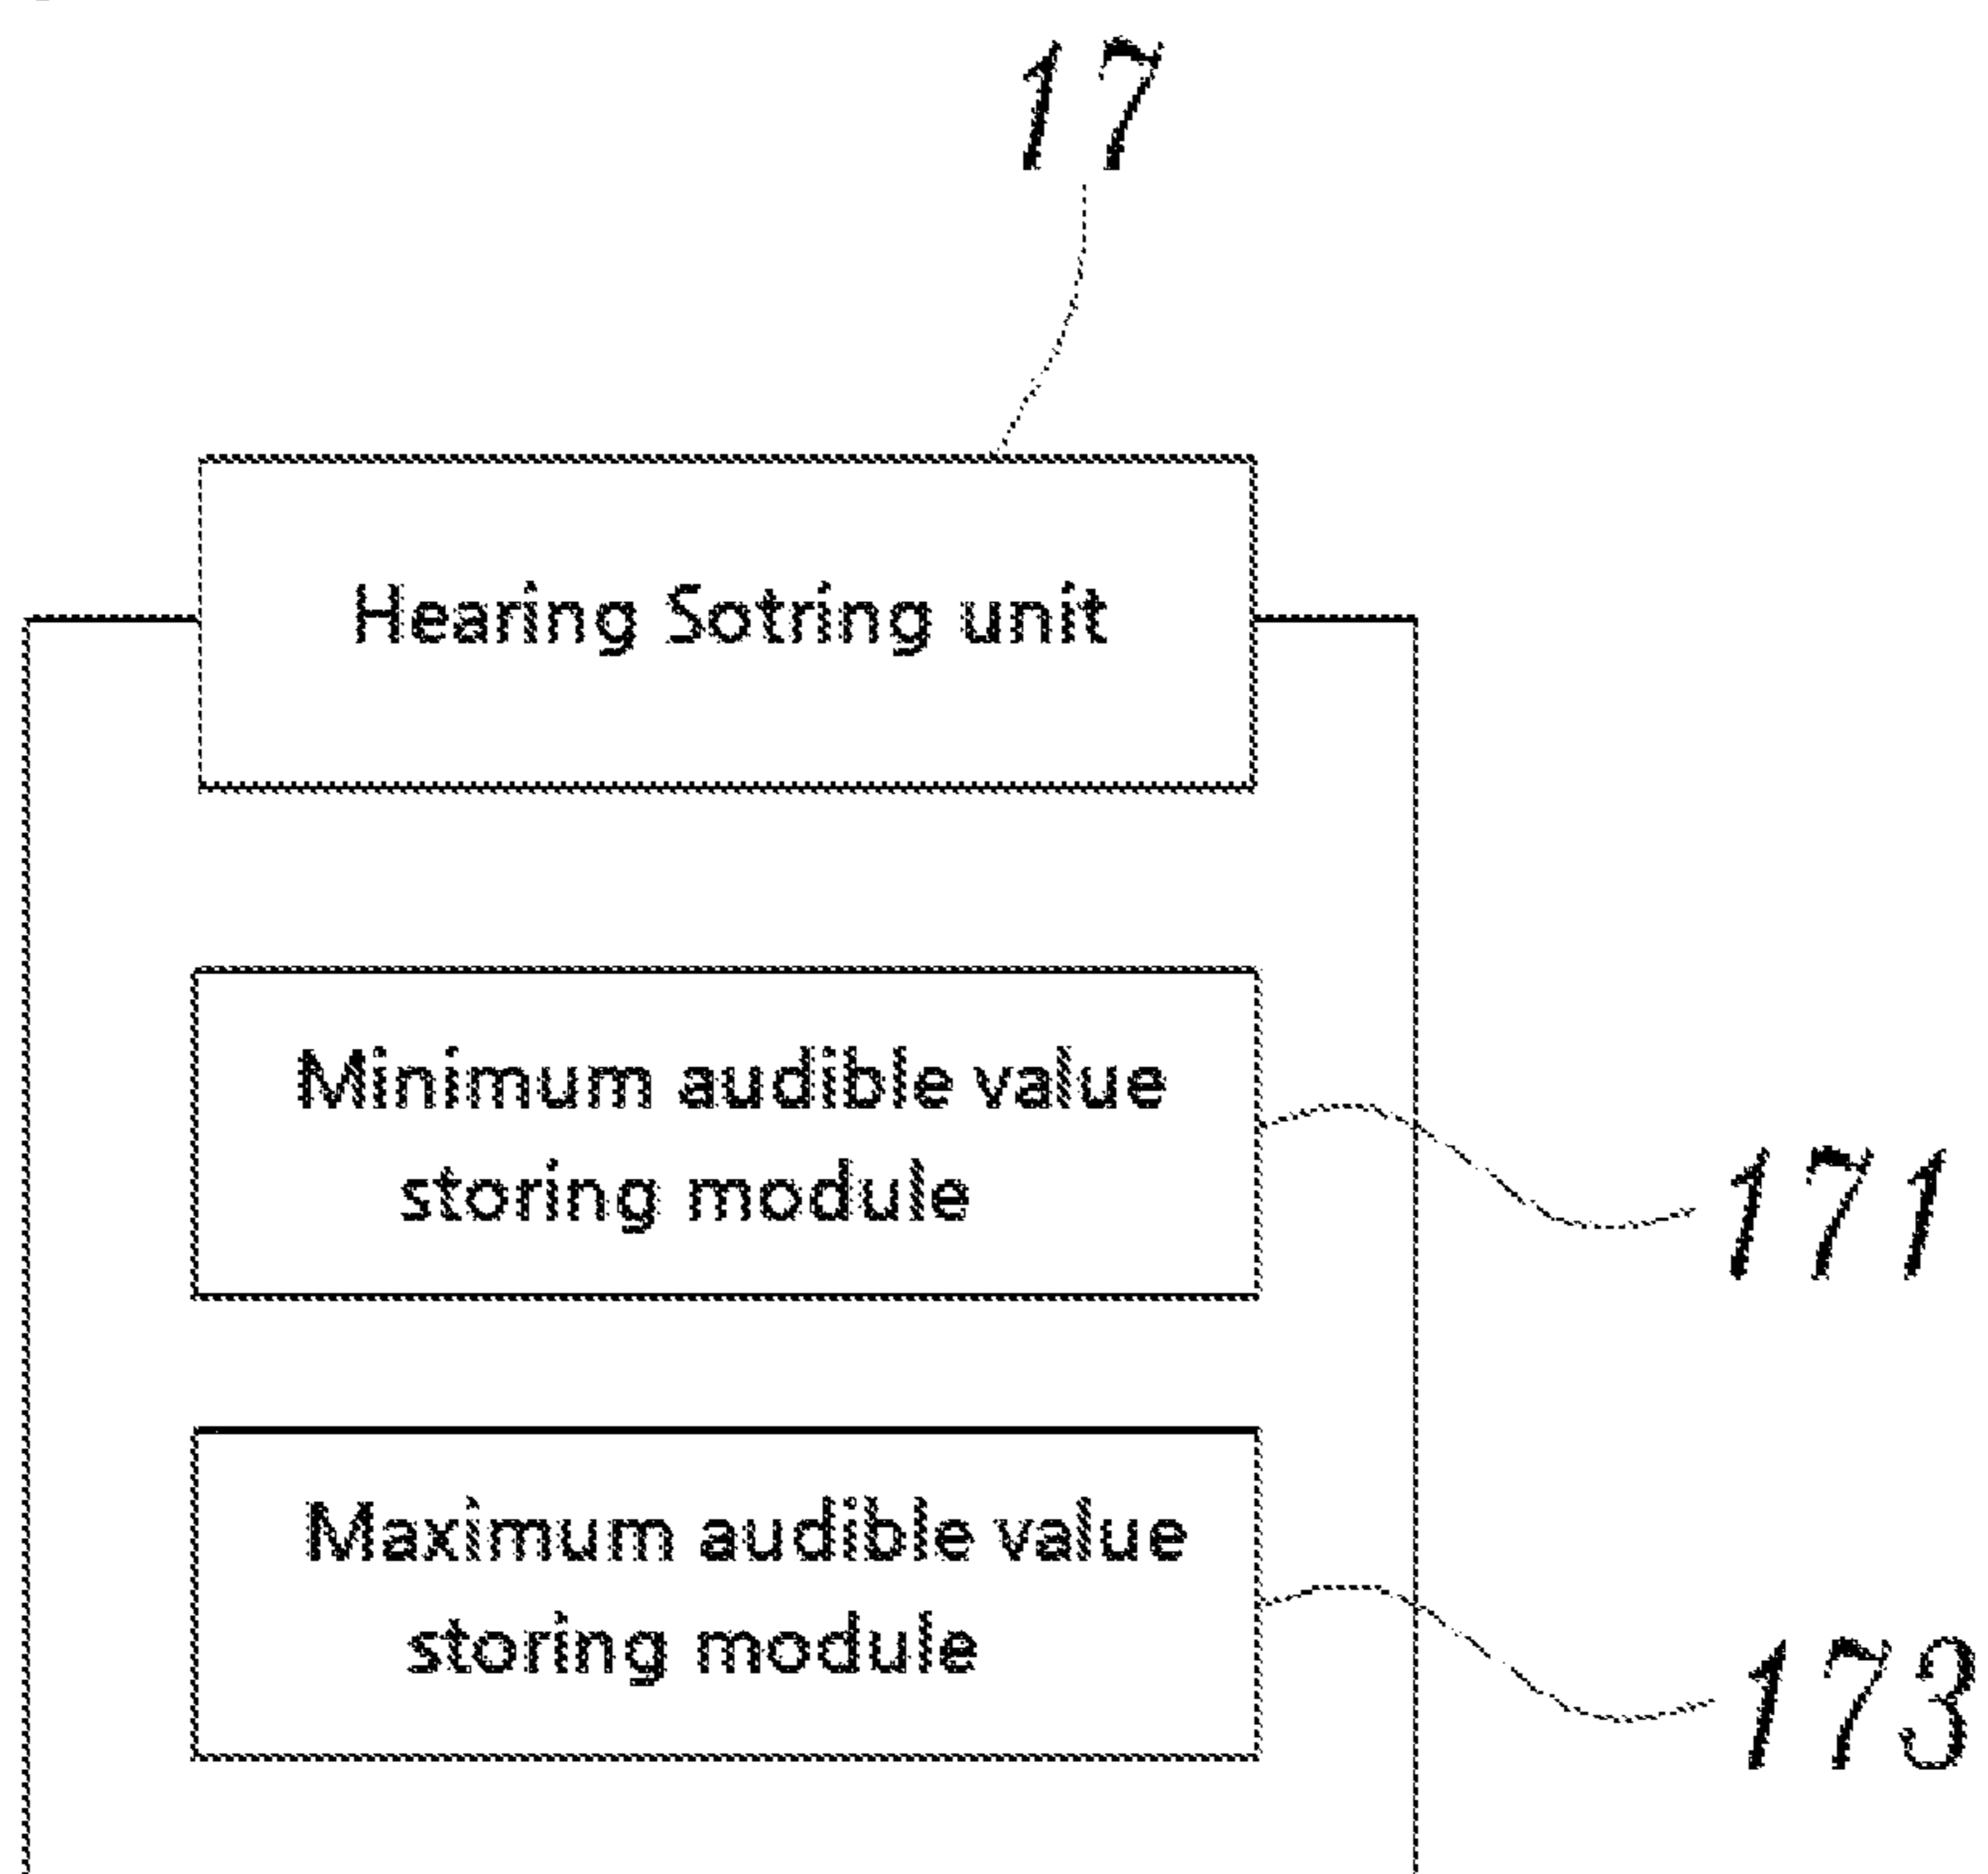 17
Hearing Sotring unit
Minimum audible value
storing module
171
Maximum audible value
storing module
173